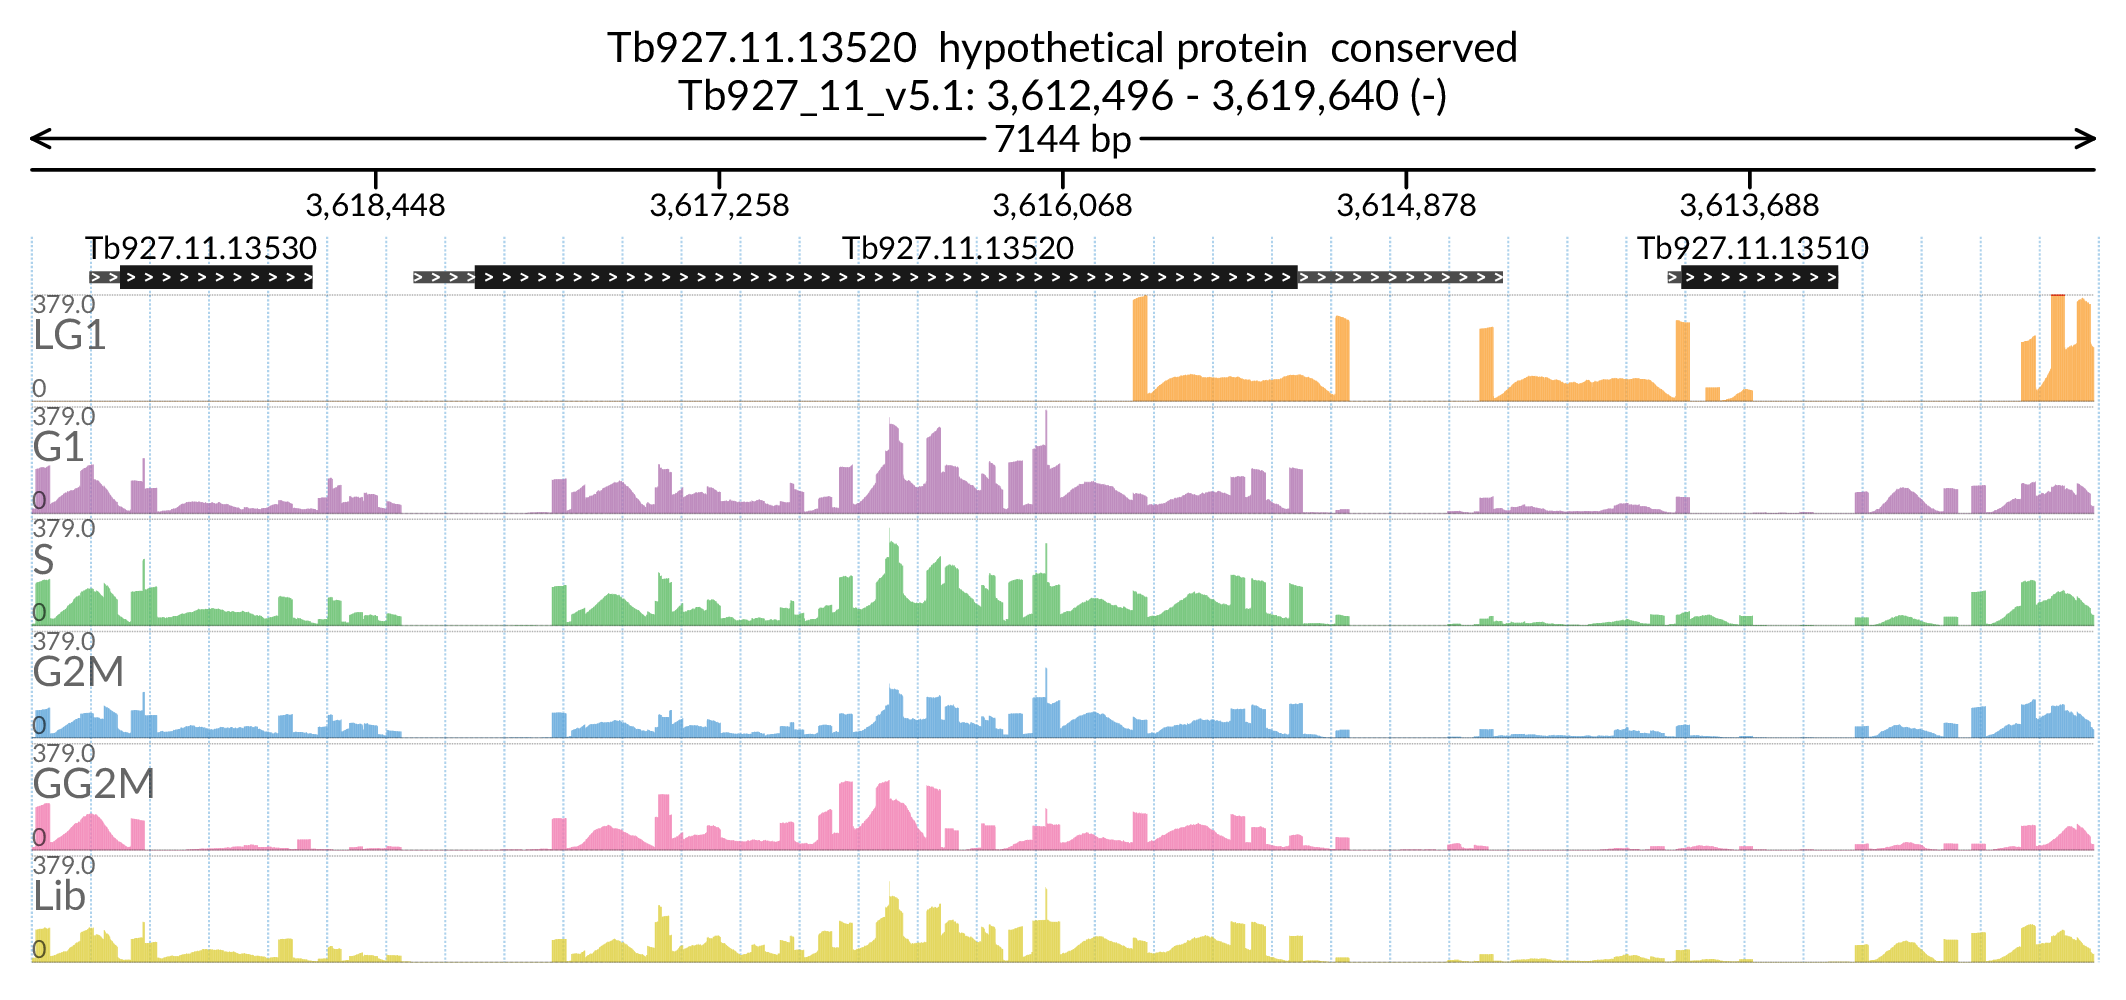 Tb927.11.13520  hypothetical protein  conserved
Tb927_11_v5.1: 3,612,496 - 3,619,640 (-)
7144 bp
3,618,448 3,617,258 3,616,068 3,614,878 3,613,688
Tb927.11.13530 Tb927.11.13520 Tb927.11.13510
379.0
LG1
0
379.0
G1
0
379.0
S
0
379.0
G2M
0
379.0
GG2M
0
379.0
Lib
0